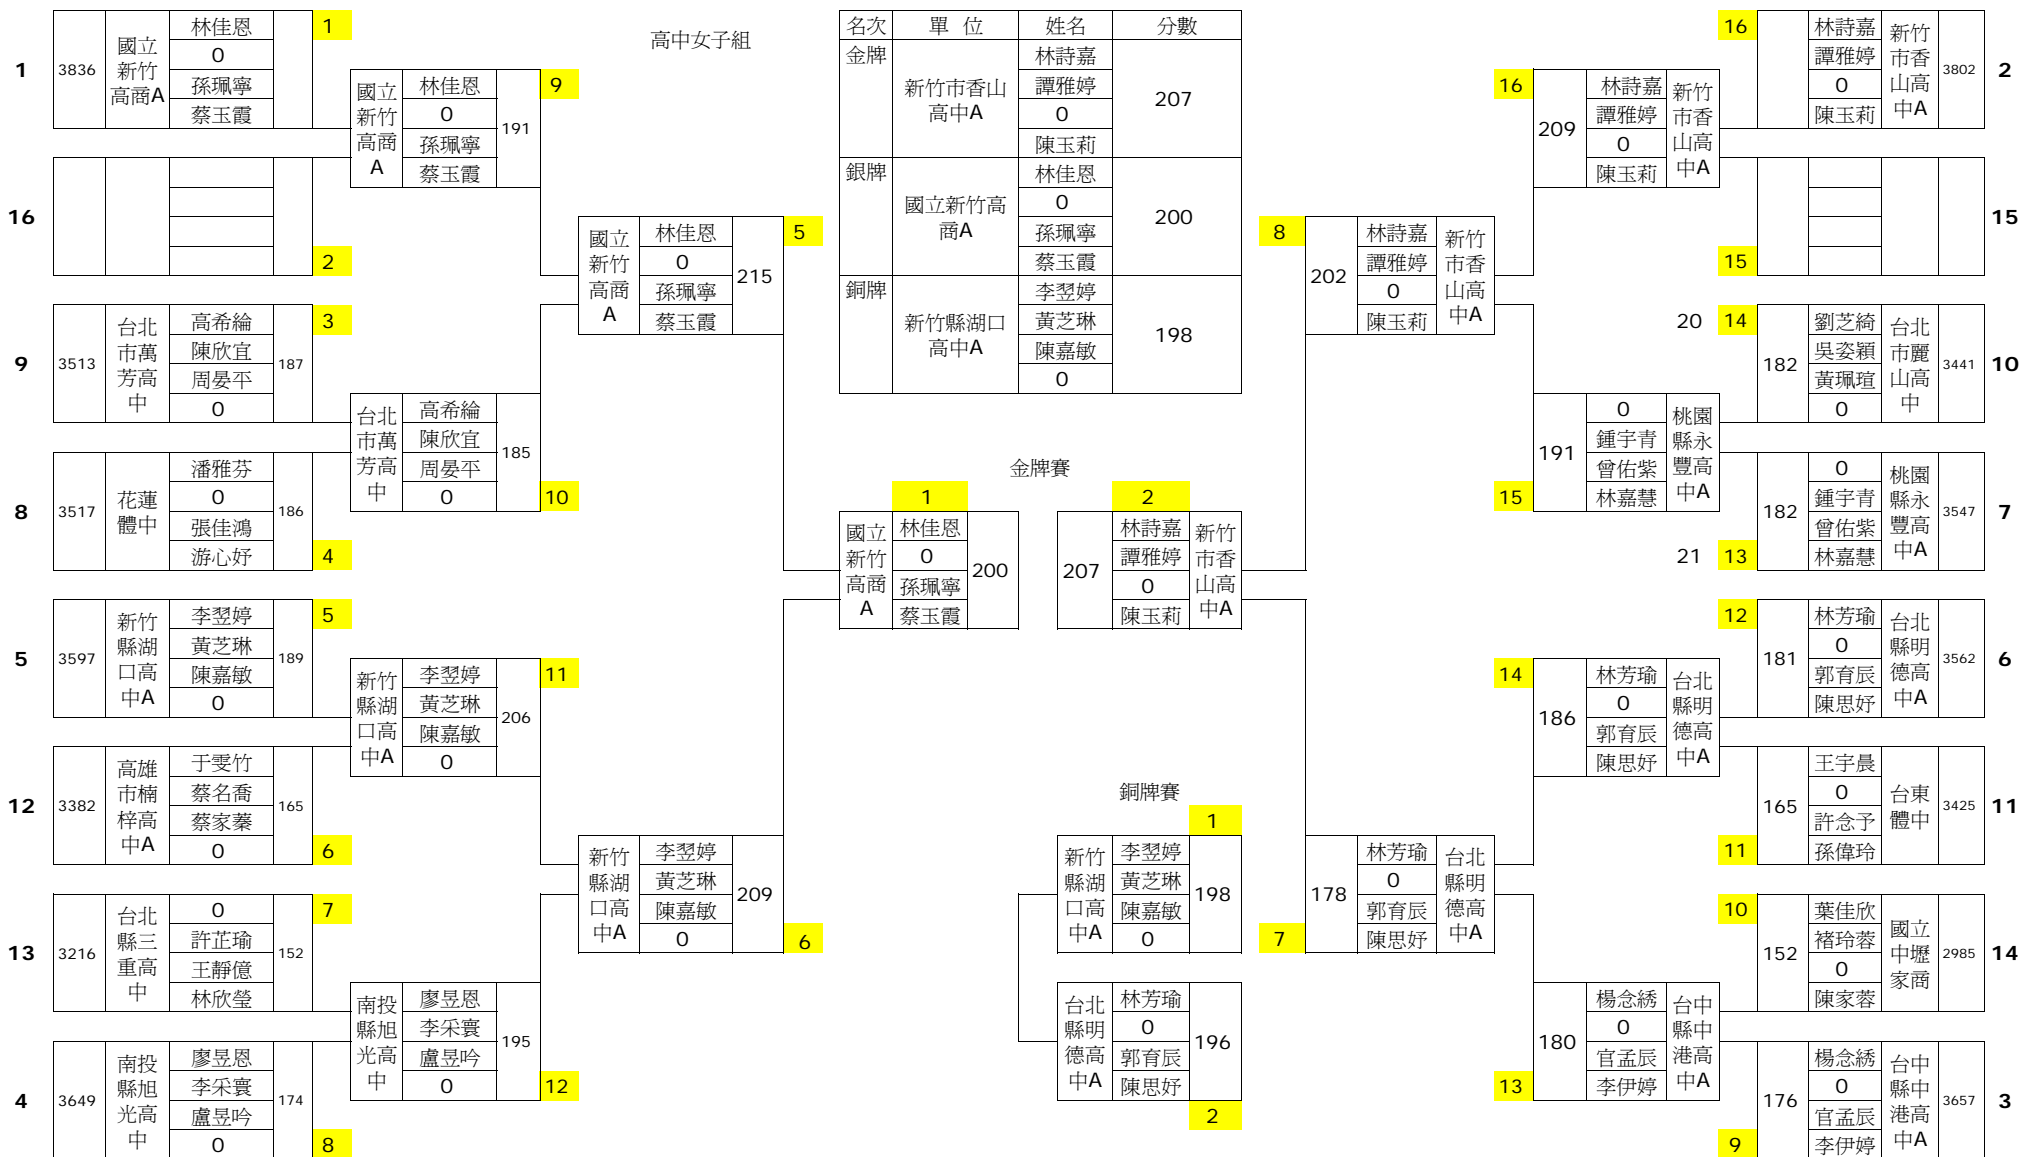 高中女子組
名次 單 位 姓名 分數
金牌 新竹市香山高中A 林詩嘉 譚雅婷 0 陳玉莉 207
銀牌 國立新竹高商A 林佳恩 0 孫珮寧 蔡玉霞 200
銅牌 新竹縣湖口高中A 李翌婷 黃芝琳 陳嘉敏 0 198
1 3836 國立新竹高商A 林佳恩 0 孫珮寧 蔡玉霞 1
16 2
9 3513 台北市萬芳高中 高希綸 陳欣宜 周晏平 0 187 3
8 3517 花蓮體中 潘雅芬 0 張佳鴻 游心妤 186 4
5 3597 新竹縣湖口高中A 李翌婷 黃芝琳 陳嘉敏 0 189 5
12 3382 高雄市楠梓高中A 于雯竹 蔡名喬 蔡家蓁 0 165 6
13 3216 台北縣三重高中 0 許芷瑜 王靜億 林欣瑩 152 7
4 3649 南投縣旭光高中 廖昱恩 李采寰 盧昱吟 0 174 8
國立新竹高商A 林佳恩 0 孫珮寧 蔡玉霞 191 9
台北市萬芳高中 高希綸 陳欣宜 周晏平 0 185 10
新竹縣湖口高中A 李翌婷 黃芝琳 陳嘉敏 0 206 11
南投縣旭光高中 廖昱恩 李采寰 盧昱吟 0 195 12
國立新竹高商A 林佳恩 0 孫珮寧 蔡玉霞 215 5
新竹縣湖口高中A 李翌婷 黃芝琳 陳嘉敏 0 209 6
金牌賽
1 國立新竹高商A 林佳恩 0 孫珮寧 蔡玉霞 200
2 207 林詩嘉 譚雅婷 0 陳玉莉 新竹市香山高中A
銅牌賽
1 新竹縣湖口高中A 李翌婷 黃芝琳 陳嘉敏 0 198
台北縣明德高中A 林芳瑜 0 郭育辰 陳思妤 196 2
8 202 林詩嘉 譚雅婷 0 陳玉莉 新竹市香山高中A
7 178 林芳瑜 0 郭育辰 陳思妤 台北縣明德高中A
16 209 林詩嘉 譚雅婷 0 陳玉莉 新竹市香山高中A
15 191 0 鍾宇青 曾佑紫 林嘉慧 桃園縣永豐高中A
14 186 林芳瑜 0 郭育辰 陳思妤 台北縣明德高中A
13 180 楊念綉 0 官孟辰 李伊婷 台中縣中港高中A
16 林詩嘉 譚雅婷 0 陳玉莉 新竹市香山高中A 3802 2
15 15
20 14 182 劉芝綺 吳姿穎 黃珮瑄 0 台北市麗山高中 3441 10
21 13 182 0 鍾宇青 曾佑紫 林嘉慧 桃園縣永豐高中A 3547 7
12 181 林芳瑜 0 郭育辰 陳思妤 台北縣明德高中A 3562 6
11 165 王宇晨 0 許念予 孫偉玲 台東體中 3425 11
10 152 葉佳欣 褚玲蓉 0 陳家蓉 國立中壢家商 2985 14
9 176 楊念綉 0 官孟辰 李伊婷 台中縣中港高中A 3657 3